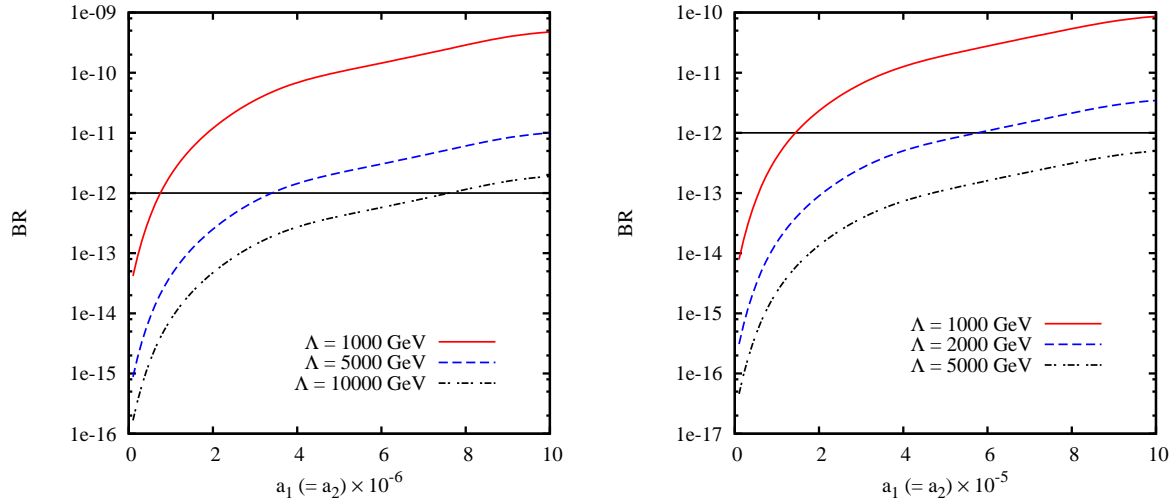 1e-09
1e-10
1e-11
1e-12
1e-13
1e-14
1e-15
1e-16
BR
0 2 4 6 8 10
a₁ (= a₂) × 10⁻⁶
Λ = 1000 GeV
Λ = 5000 GeV
Λ = 10000 GeV
1e-10
1e-11
1e-12
1e-13
1e-14
1e-15
1e-16
1e-17
BR
0 2 4 6 8 10
a₁ (= a₂) × 10⁻⁵
Λ = 1000 GeV
Λ = 2000 GeV
Λ = 5000 GeV